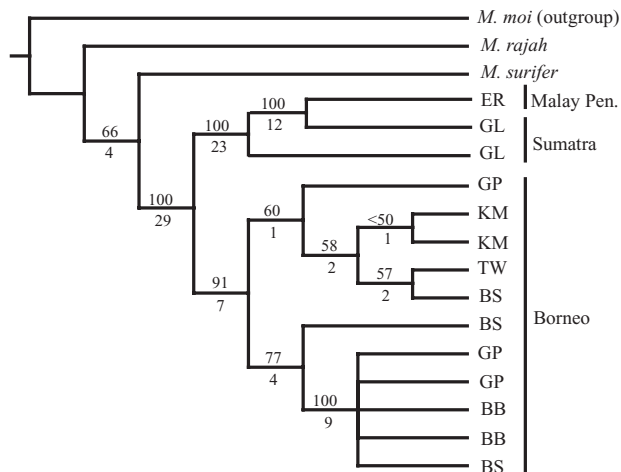 M. moi (outgroup)
M. rajah
M. surifer
100
ER
Malay Pen.
66
100
12
GL
4
23
Sumatra
GL
GP
100
60
<50
KM
29
1
58
1
KM
2
57
TW
91
2
BS
7
Borneo
BS
77
GP
4
GP
100
BB
9
BB
BS